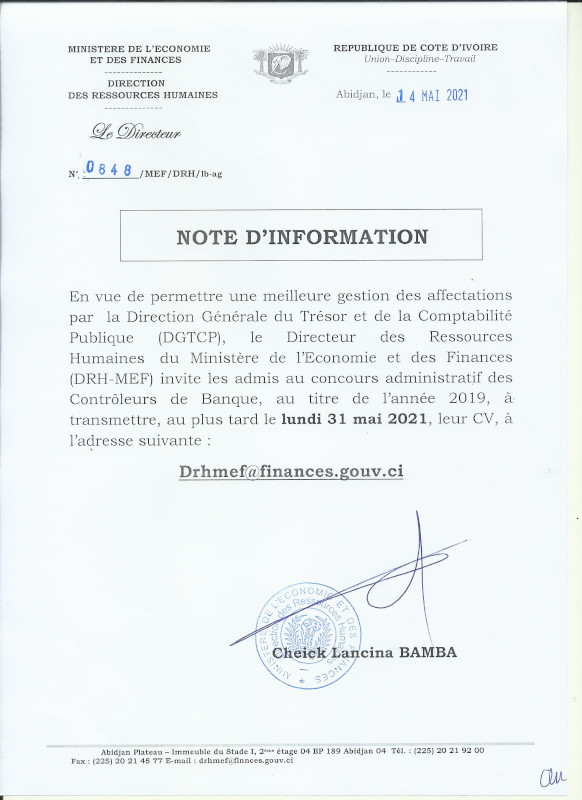 MINISTERE DE L'ECONOMIE
ET DES FINANCES
--------------
DIRECTION
DES RESSOURCES HUMAINES
--------------
Le Directeur
N° 0848 /MEF/DRH/lb-ag
REPUBLIQUE DE COTE D'IVOIRE
Union–Discipline–Travail
------------
Abidjan, le 14 MAI 2021
NOTE D'INFORMATION
En vue de permettre une meilleure gestion des affectations
par la Direction Générale du Trésor et de la Comptabilité
Publique (DGTCP), le Directeur des Ressources
Humaines du Ministère de l'Economie et des Finances
(DRH-MEF) invite les admis au concours administratif des
Contrôleurs de Banque, au titre de l'année 2019, à
transmettre, au plus tard le lundi 31 mai 2021, leur CV, à
l'adresse suivante :
Drhmef@finances.gouv.ci
MINISTERE DE L'ECONOMIE ET DES FINANCES
Direction des Ressources Humaines
Cheick Lancina BAMBA
Abidjan Plateau – Immeuble du Stade I, 2ème étage 04 BP 189 Abidjan 04 Tél. : (225) 20 21 92 00
Fax : (225) 20 21 45 77 E-mail : drhmef@finnces.gouv.ci